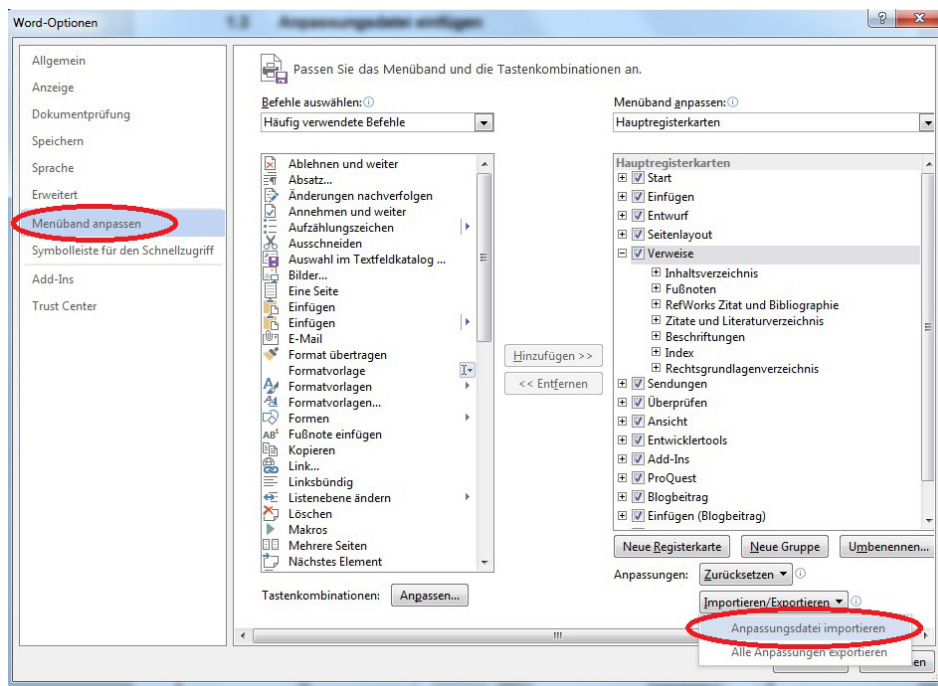 Word-Optionen
1.3 Anpassungsdatei einfügen
Allgemein
Anzeige
Dokumentprüfung
Speichern
Sprache
Erweitert
Menüband anpassen
Symbolleiste für den Schnellzugriff
Add-Ins
Trust Center
Passen Sie das Menüband und die Tastenkombinationen an.
Befehle auswählen:
Häufig verwendete Befehle
Ablehnen und weiter
Absatz...
Änderungen nachverfolgen
Annehmen und weiter
Aufzählungszeichen
Ausschneiden
Auswahl im Textfeldkatalog ...
Bilder...
Eine Seite
Einfügen
Einfügen
E-Mail
Format übertragen
Formatvorlage
Formatvorlagen
Formatvorlagen...
Formen
AB¹ Fußnote einfügen
Kopieren
Link...
Linksbündig
Listenebene ändern
Löschen
Makros
Mehrere Seiten
Nächstes Element
Tastenkombinationen: Anpassen...
Hinzufügen >>
<< Entfernen
Menüband anpassen:
Hauptregisterkarten
Hauptregisterkarten
Start
Einfügen
Entwurf
Seitenlayout
Verweise
Inhaltsverzeichnis
Fußnoten
RefWorks Zitat und Bibliographie
Zitate und Literaturverzeichnis
Beschriftungen
Index
Rechtsgrundlagenverzeichnis
Sendungen
Überprüfen
Ansicht
Entwicklertools
Add-Ins
ProQuest
Blogbeitrag
Einfügen (Blogbeitrag)
Neue Registerkarte Neue Gruppe Umbenennen...
Anpassungen: Zurücksetzen
Importieren/Exportieren
Anpassungsdatei importieren
Alle Anpassungen exportieren
en